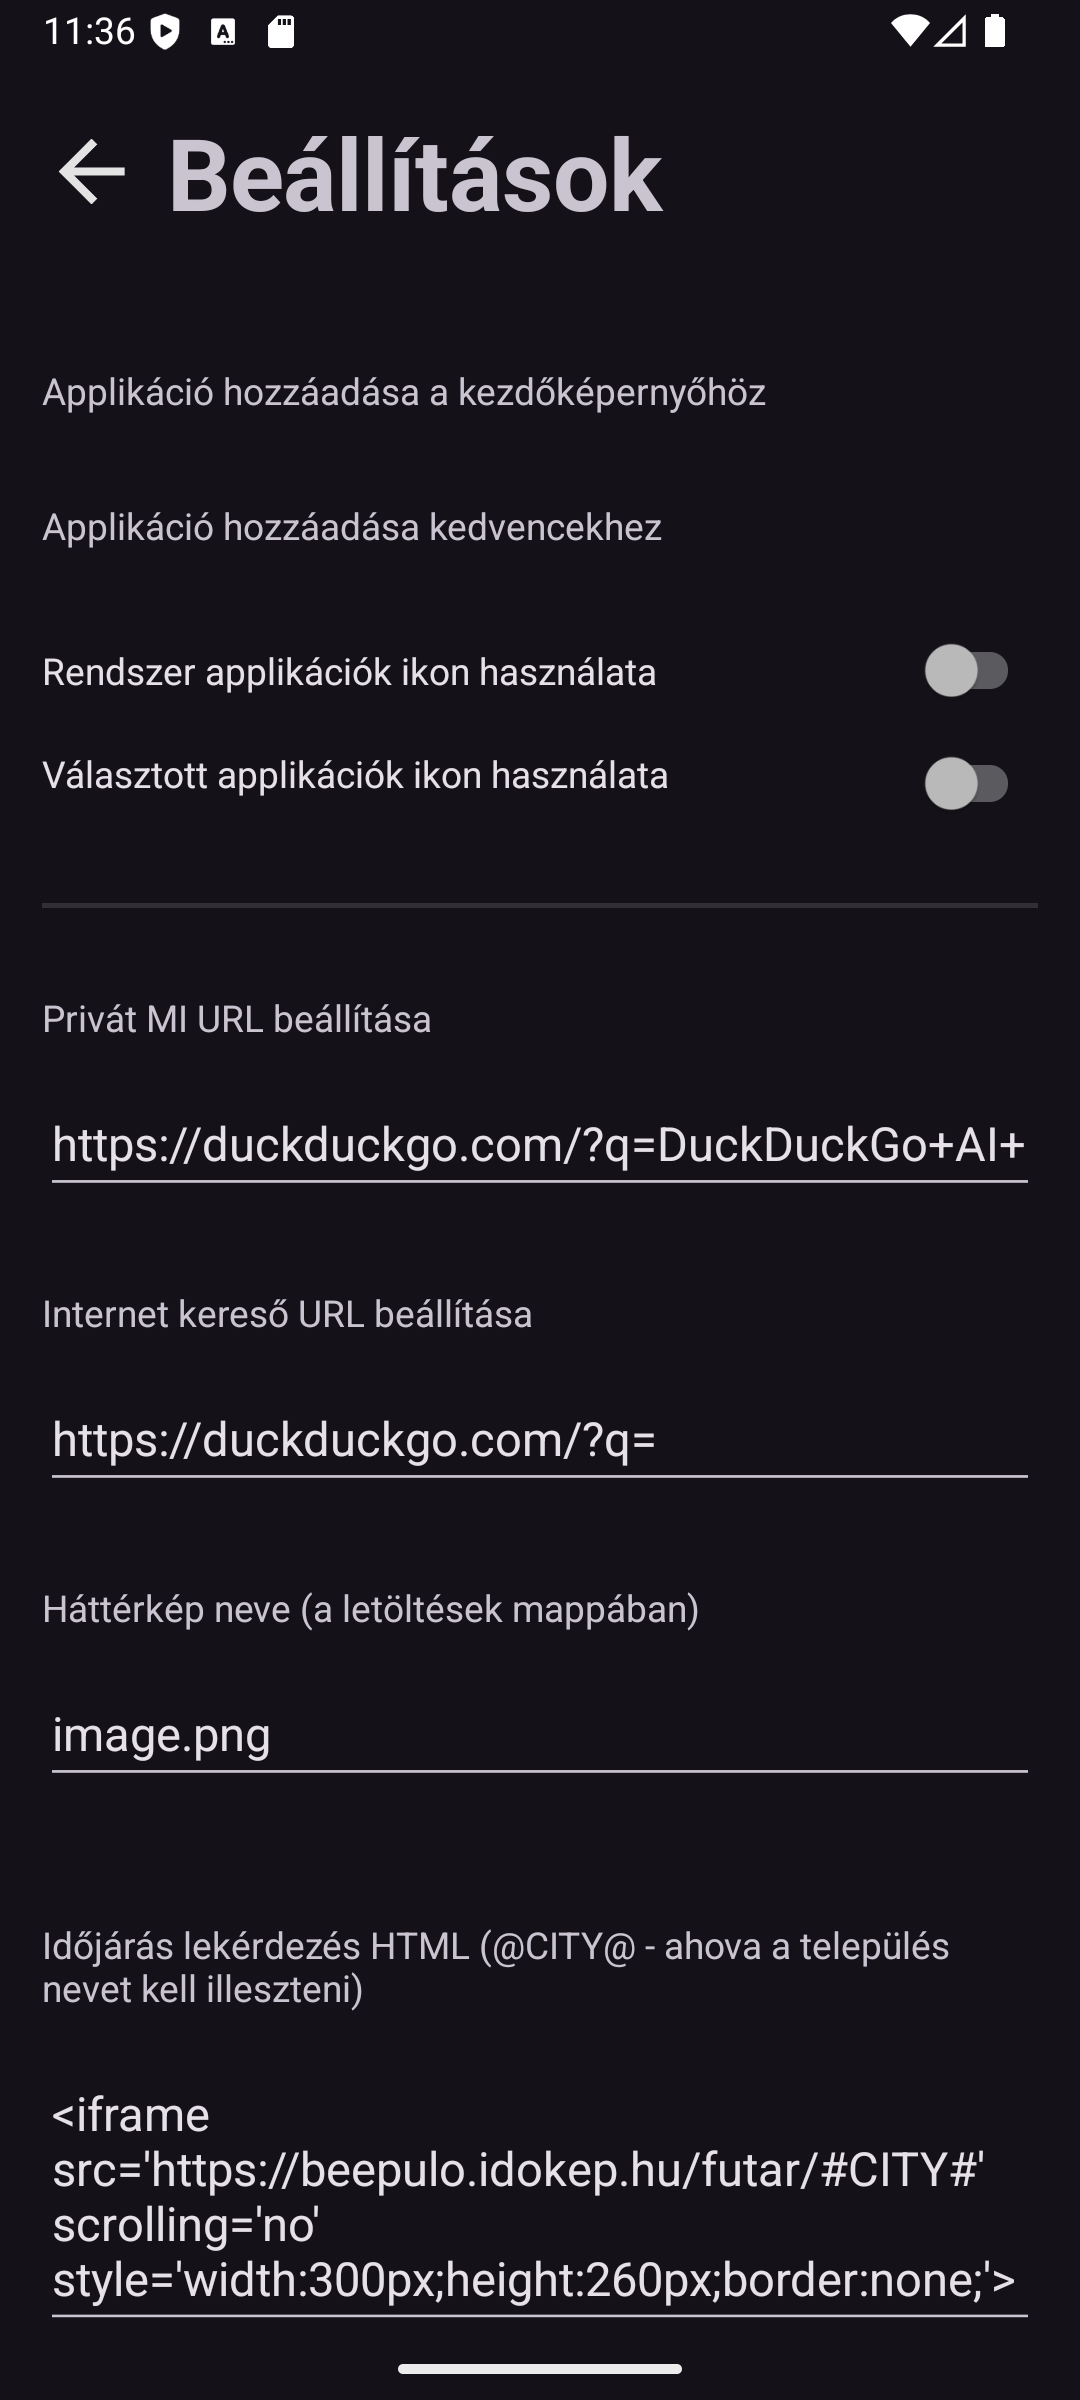 11:36
Beállítások
Applikáció hozzáadása a kezdőképernyőhöz
Applikáció hozzáadása kedvencekhez
Rendszer applikációk ikon használata
Választott applikációk ikon használata
Privát MI URL beállítása
https://duckduckgo.com/?q=DuckDuckGo+AI+
Internet kereső URL beállítása
https://duckduckgo.com/?q=
Háttérkép neve (a letöltések mappában)
image.png
Időjárás lekérdezés HTML (@CITY@ - ahova a település
nevet kell illeszteni)
<iframe
src='https://beepulo.idokep.hu/futar/#CITY#'
scrolling='no'
style='width:300px;height:260px;border:none;'>